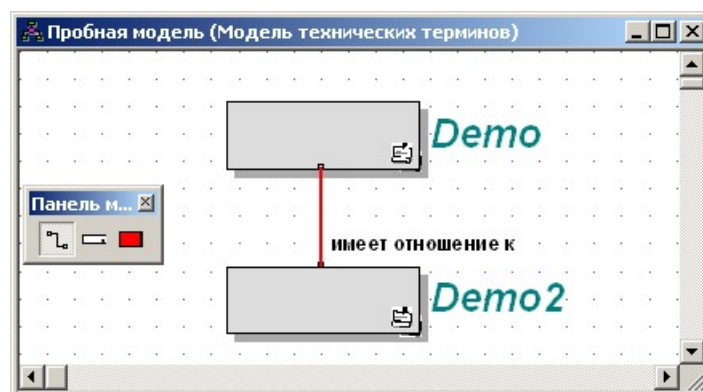 Пробная модель (Модель технических терминов)
Demo
Панель м...
имеет отношение к
Demo2